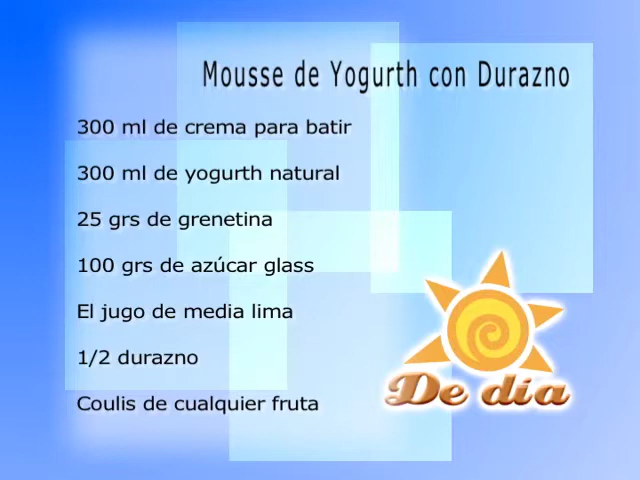 Mousse de Yogurth con Durazno
300 ml de crema para batir
300 ml de yogurth natural
25 grs de grenetina
100 grs de azúcar glass
El jugo de media lima
1/2 durazno
Coulis de cualquier fruta
De día